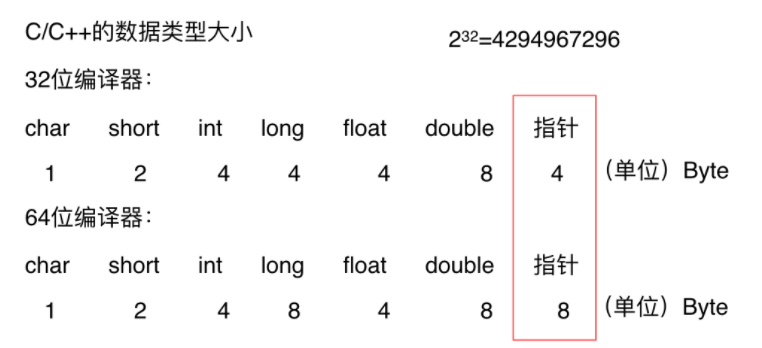 C/C++的数据类型大小 2³²=4294967296
32位编译器：
char short int long float double 指针
1 2 4 4 4 8 4 （单位）Byte
64位编译器：
char short int long float double 指针
1 2 4 8 4 8 8 （单位）Byte